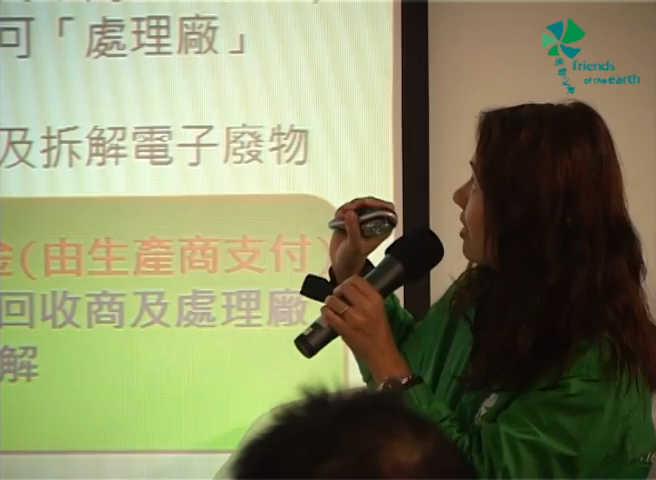 可「處理廠」
及拆解電子廢物
金(由生產商支付)
回收商及處理廠
解
friends
of the earth